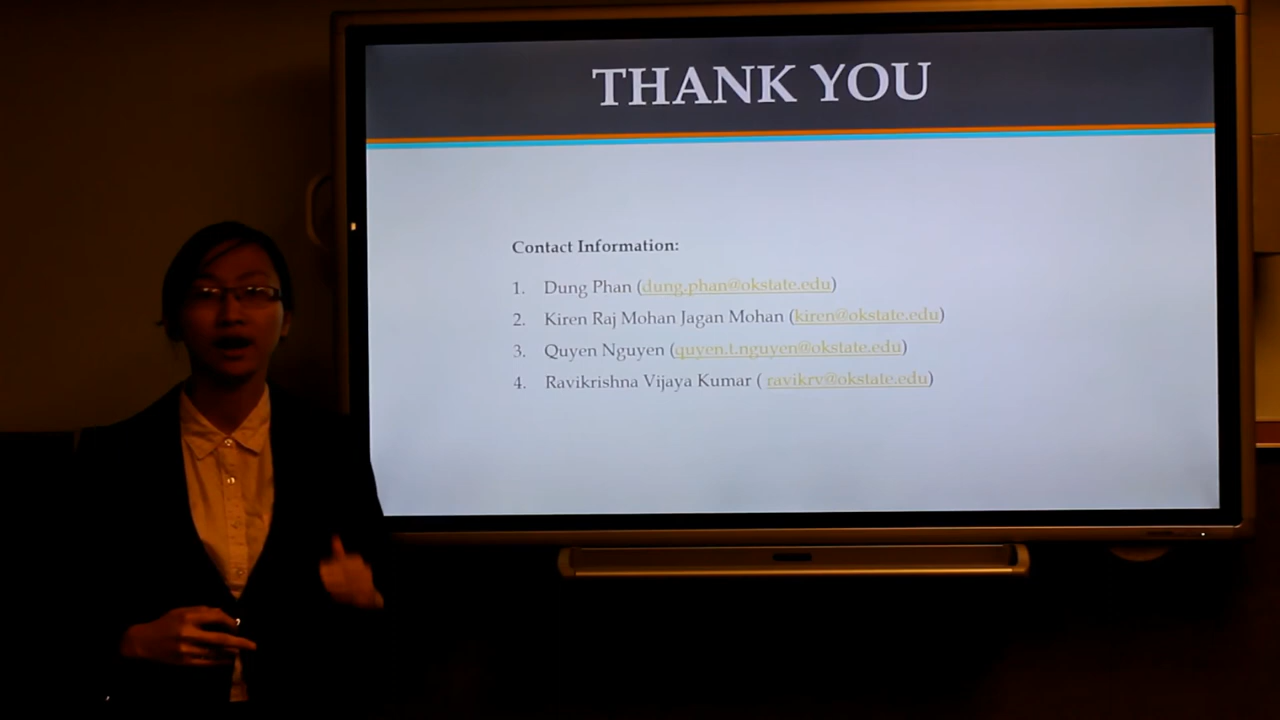 THANK YOU
Contact Information:
1. Dung Phan (dung.phan@okstate.edu)
2. Kiren Raj Mohan Jagan Mohan (kiren@okstate.edu)
3. Quyen Nguyen (quyen.t.nguyen@okstate.edu)
4. Ravikrishna Vijaya Kumar ( ravikrv@okstate.edu)